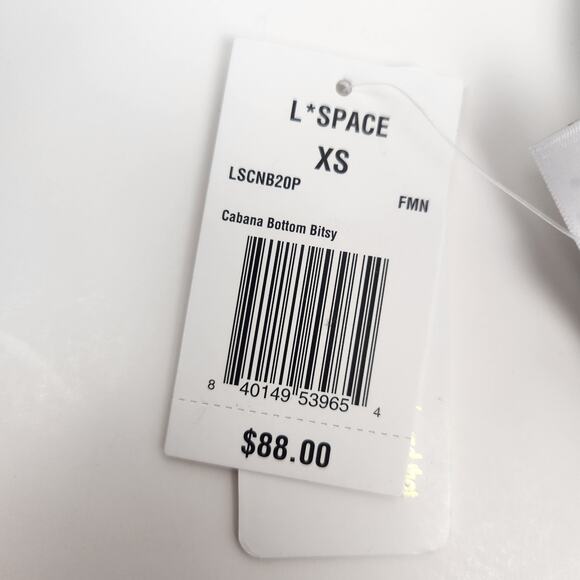 L*SPACE
XS
LSCNB20P
FMN
Cabana Bottom Bitsy
8 40149 53965 4
$88.00